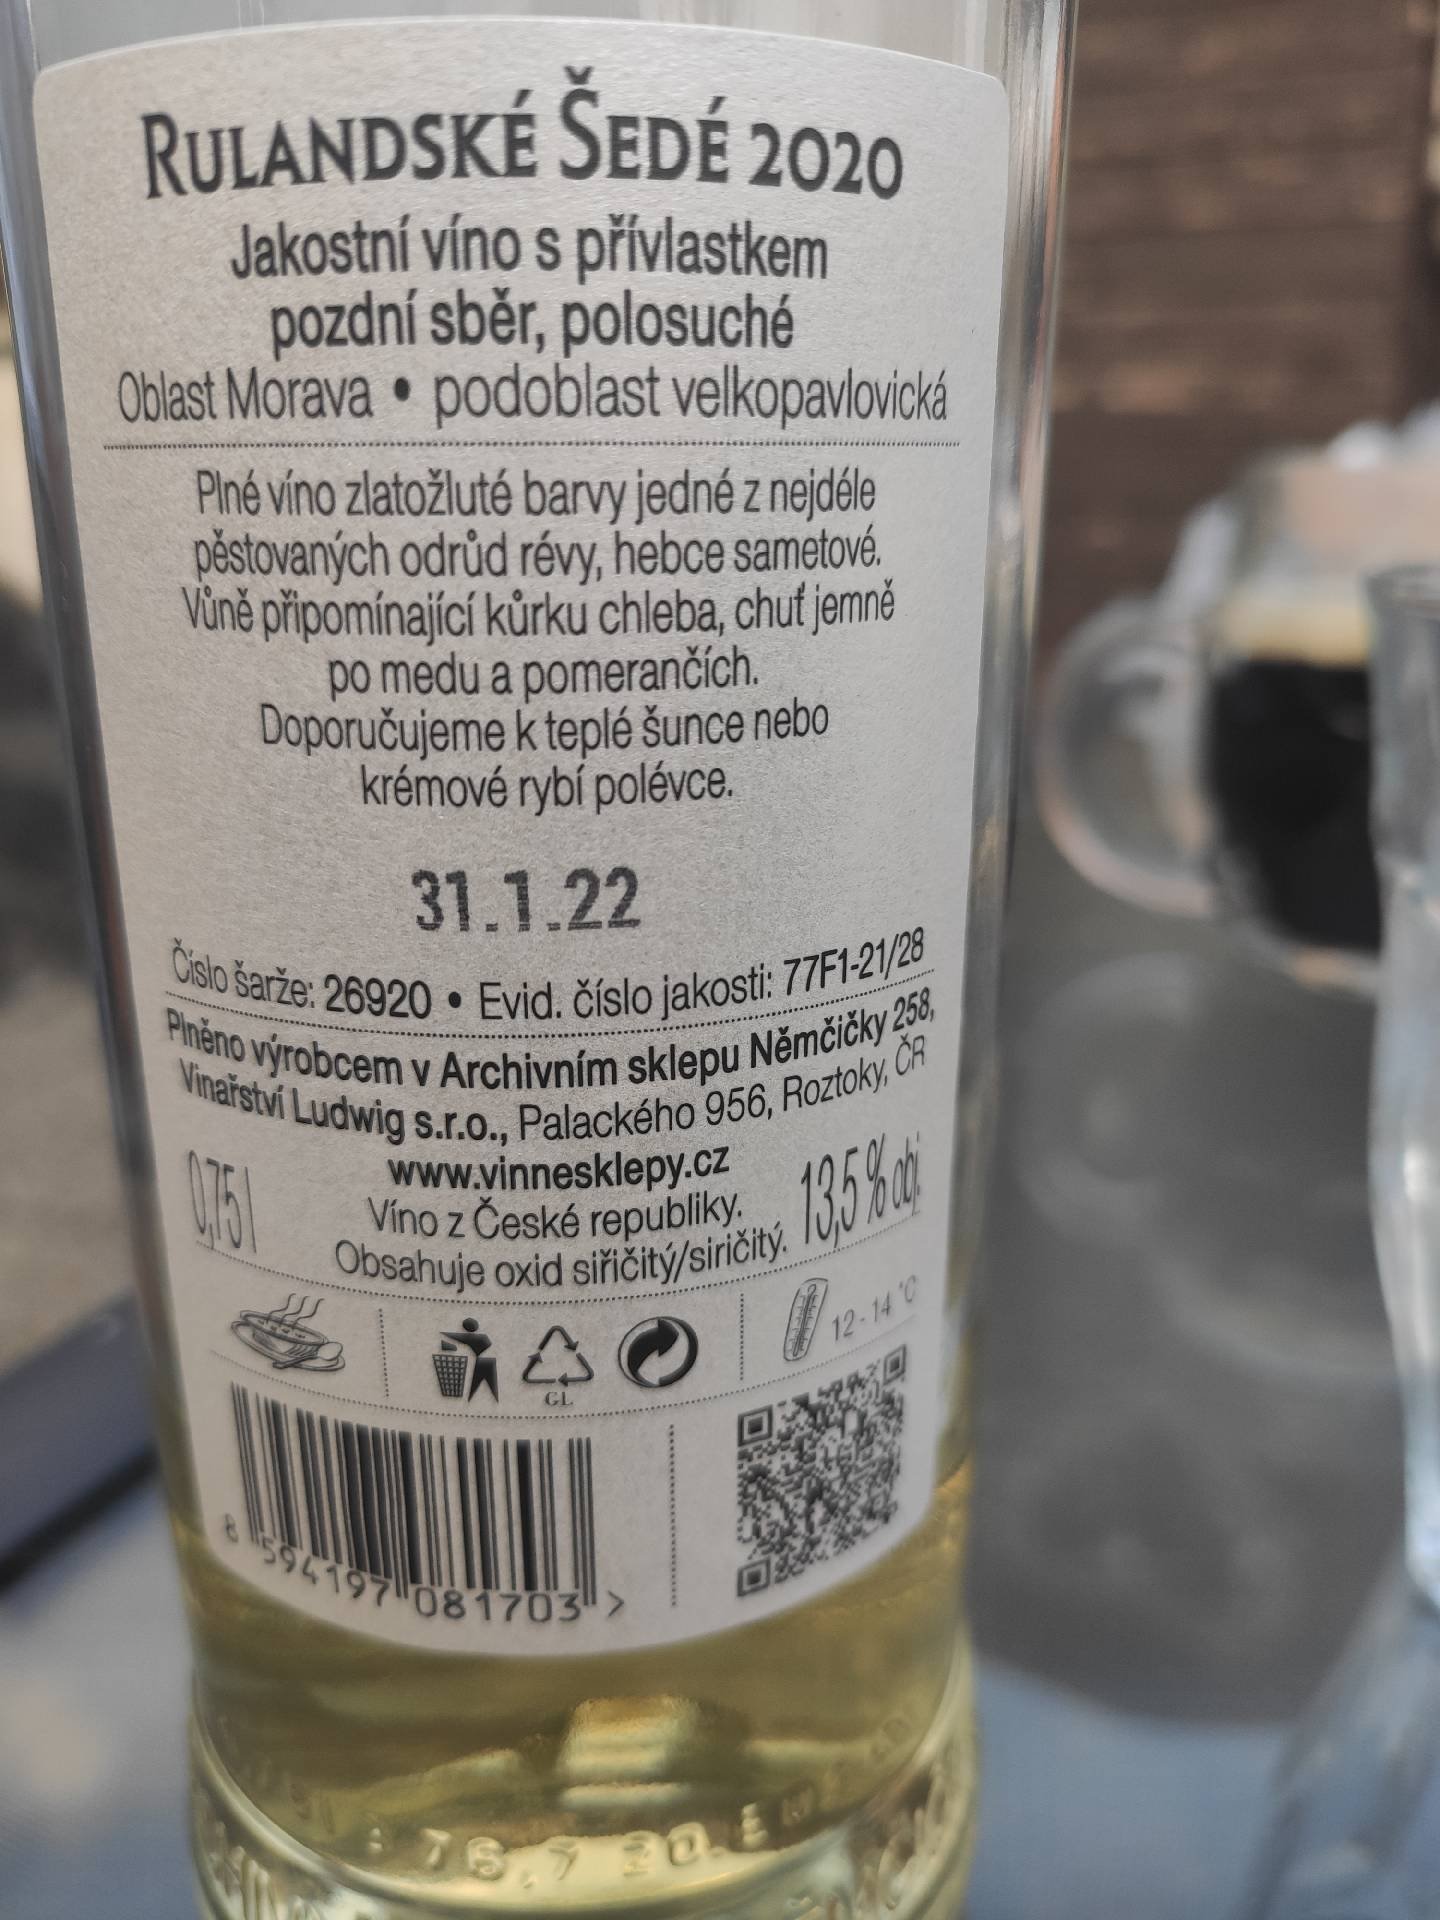 RULANDSKÉ ŠEDÉ 2020
Jakostní víno s přívlastkem
pozdní sběr, polosuché
Oblast Morava • podoblast velkopavlovická
Plné víno zlatožluté barvy jedné z nejdéle
pěstovaných odrůd révy, hebce sametové.
Vůně připomínající kůrku chleba, chuť jemně
po medu a pomerančích.
Doporučujeme k teplé šunce nebo
krémové rybí polévce.
31.1.22
Číslo šarže: 26920 • Evid. číslo jakosti: 77F1-21/28
Plněno výrobcem v Archivním sklepu Němčičky 258,
Vinařství Ludwig s.r.o., Palackého 956, Roztoky, ČR
www.vinnesklepy.cz
0,75 l
Víno z České republiky.
13,5 % obj.
Obsahuje oxid siřičitý/siričitý.
12-14 °C
GL
8 594197 081703 >
76,7 20.